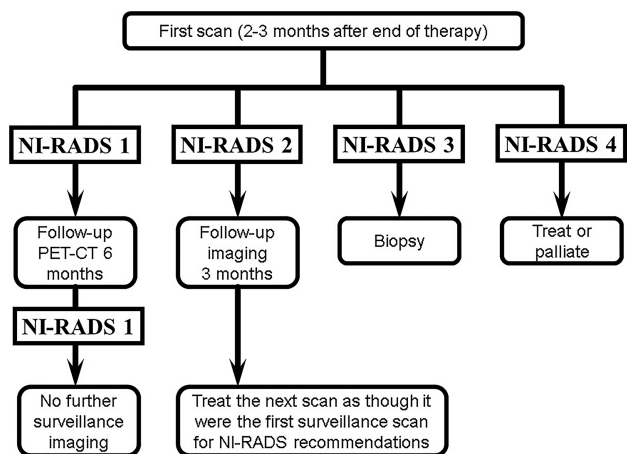 First scan (2-3 months after end of therapy)
NI-RADS 1
NI-RADS 2
NI-RADS 3
NI-RADS 4
Follow-up
PET-CT 6
months
Follow-up
imaging
3 months
Biopsy
Treat or
palliate
NI-RADS 1
No further
surveillance
imaging
Treat the next scan as though it
were the first surveillance scan
for NI-RADS recommendations